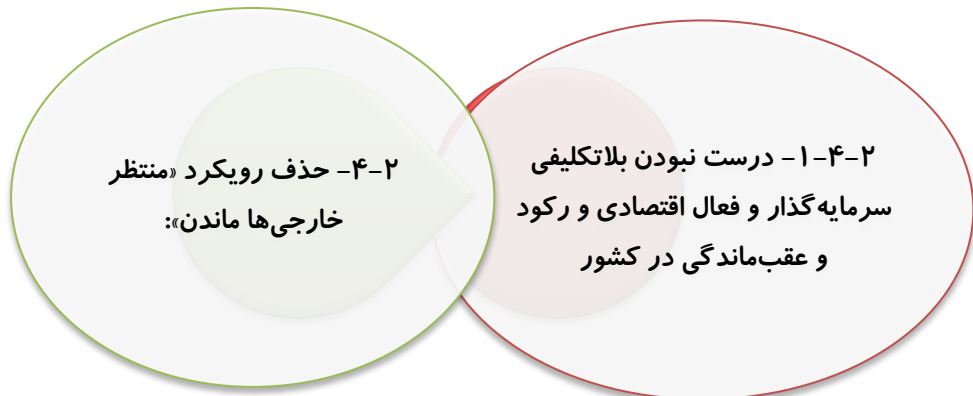 ۲-۴-۱- درست نبودن بلاتکلیفی
سرمایه‌گذار و فعال اقتصادی و رکود
و عقب‌ماندگی در کشور
۲-۴- حذف رویکرد «منتظر
خارجی‌ها ماندن»: